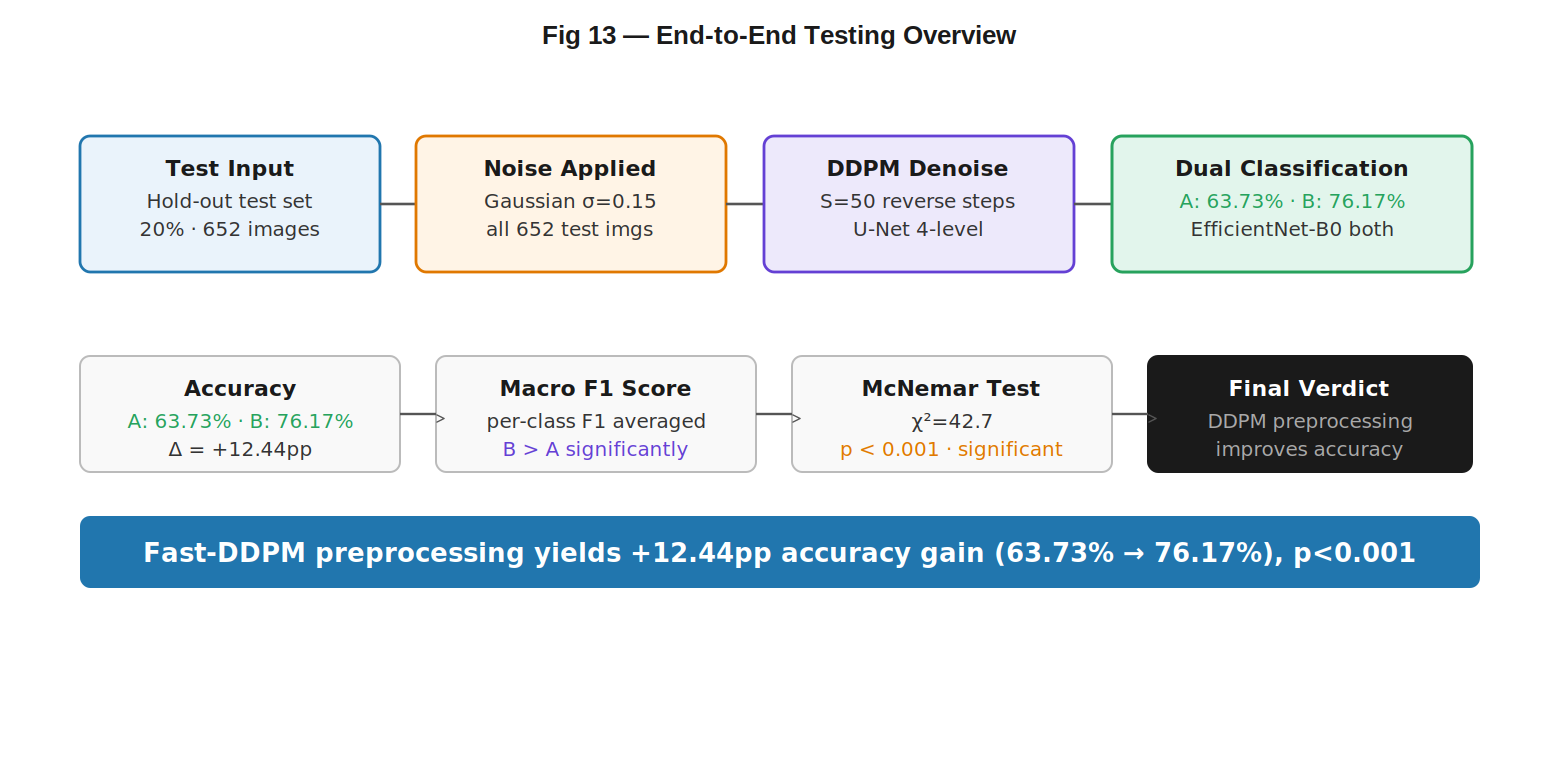 Fig 13 — End-to-End Testing Overview
Test Input
Hold-out test set
20% · 652 images
Noise Applied
Gaussian σ=0.15
all 652 test imgs
DDPM Denoise
S=50 reverse steps
U-Net 4-level
Dual Classification
A: 63.73% · B: 76.17%
EfficientNet-B0 both
Accuracy
A: 63.73% · B: 76.17%
Δ = +12.44pp
>
Macro F1 Score
per-class F1 averaged
B > A significantly
>
McNemar Test
χ²=42.7
p < 0.001 · significant
>
Final Verdict
DDPM preprocessing
improves accuracy
Fast-DDPM preprocessing yields +12.44pp accuracy gain (63.73% → 76.17%), p<0.001